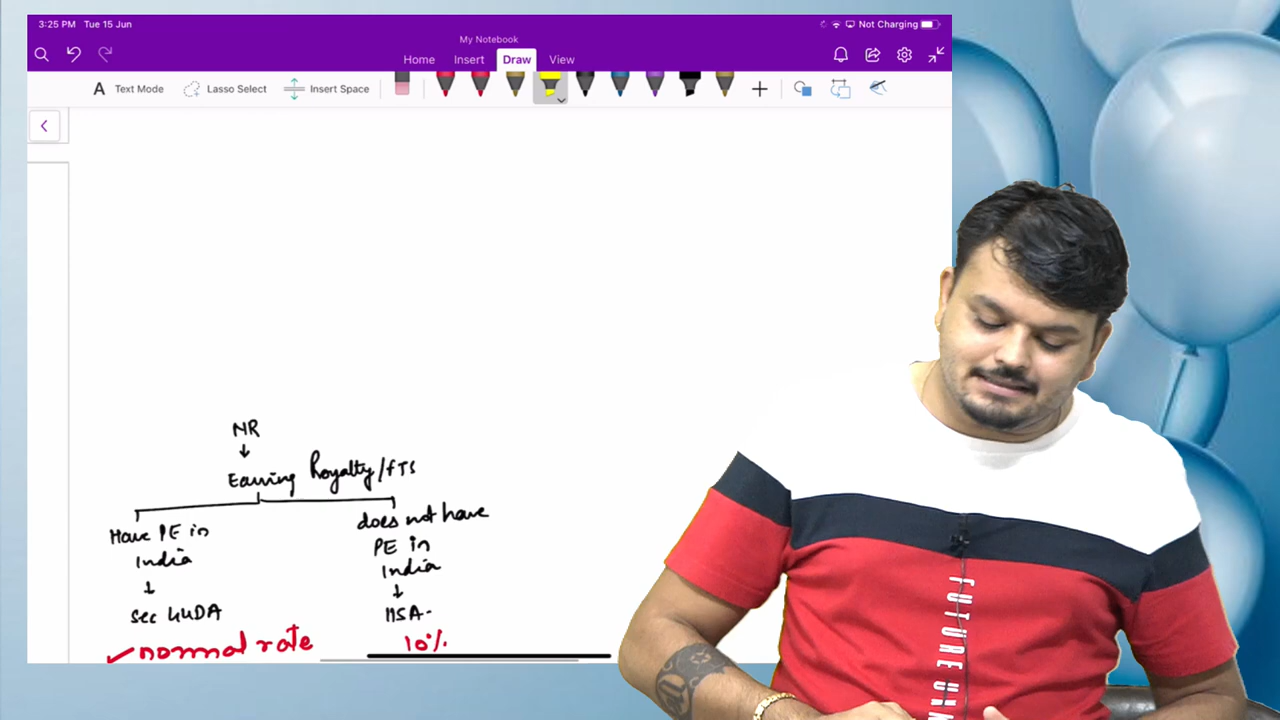 3:25 PM Tue 15 Jun
Not Charging
My Notebook
Home Insert Draw View
Text Mode Lasso Select Insert Space
NR
Earning Royalty/FTS
Have PE in
India
sec 44DA
normal rate
does not have
PE in
India
115A-
10%
FUTURE